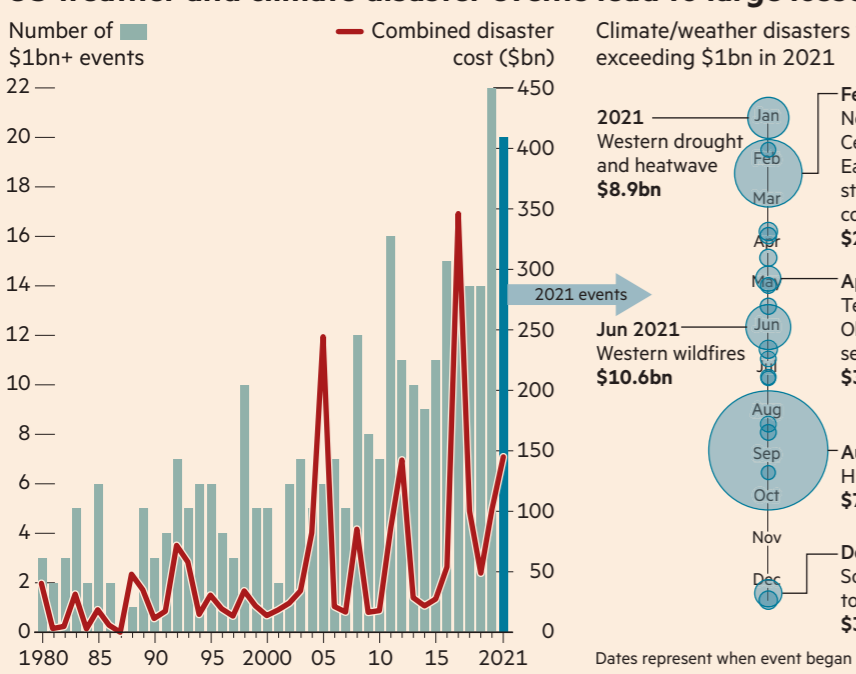 Number of
$1bn+ events
Combined disaster
cost ($bn)
22
20
18
16
14
12
10
8
6
4
2
0
450
400
350
300
250
200
150
100
50
0
1980 85 90 95 2000 05 10 15 2021
2021 events
Climate/weather disasters
exceeding $1bn in 2021
2021
Western drought
and heatwave
$8.9bn
Jun 2021
Western wildfires
$10.6bn
Jan
Feb
Mar
Apr
May
Jun
Jul
Aug
Sep
Oct
Nov
Dec
Dates represent when event began